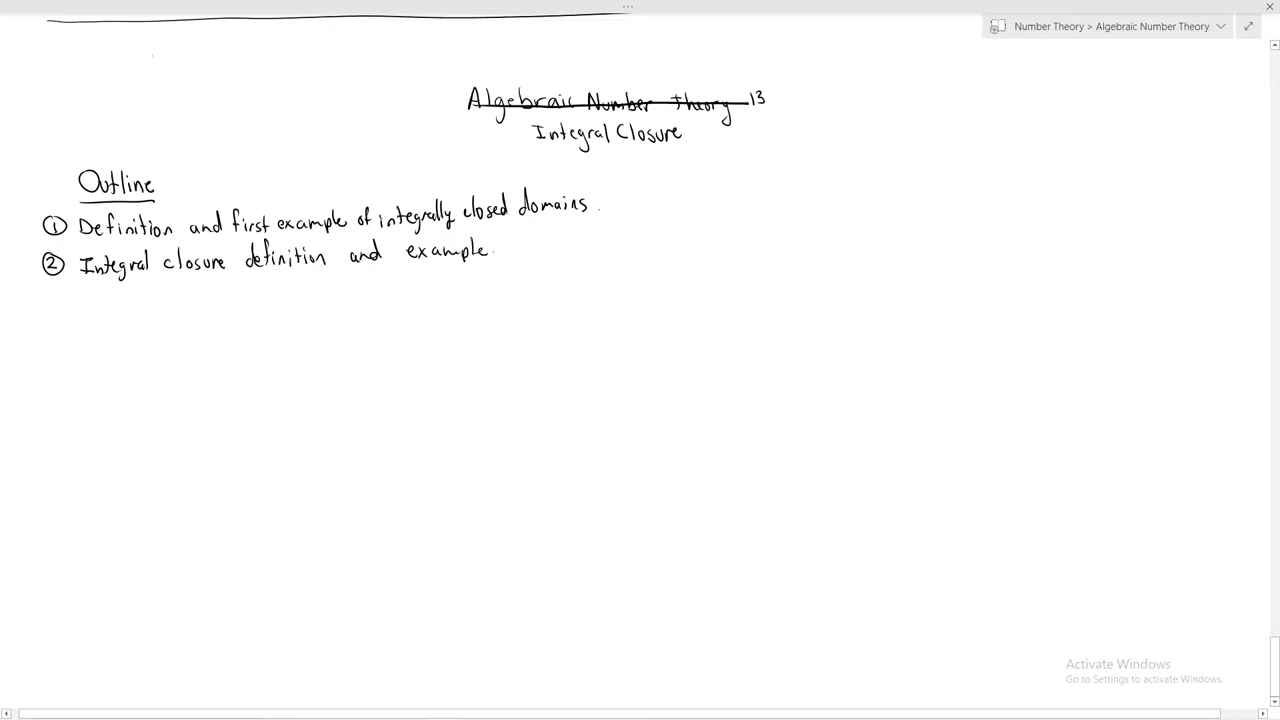 Number Theory > Algebraic Number Theory
Algebraic Number Theory 13
Integral Closure
Outline
① Definition and first example of integrally closed domains.
② Integral closure definition and example.
Activate Windows
Go to Settings to activate Windows.